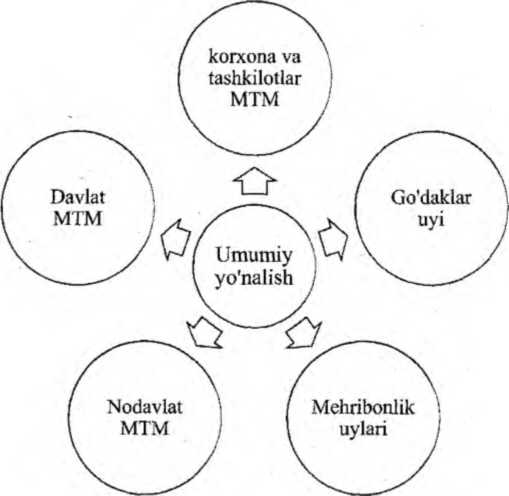 korxona va
tashkilotlar
MTM
Davlat
MTM
Go'daklar
uyi
Umumiy
yo'nalish
Nodavlat
MTM
Mehribonlik
uylari